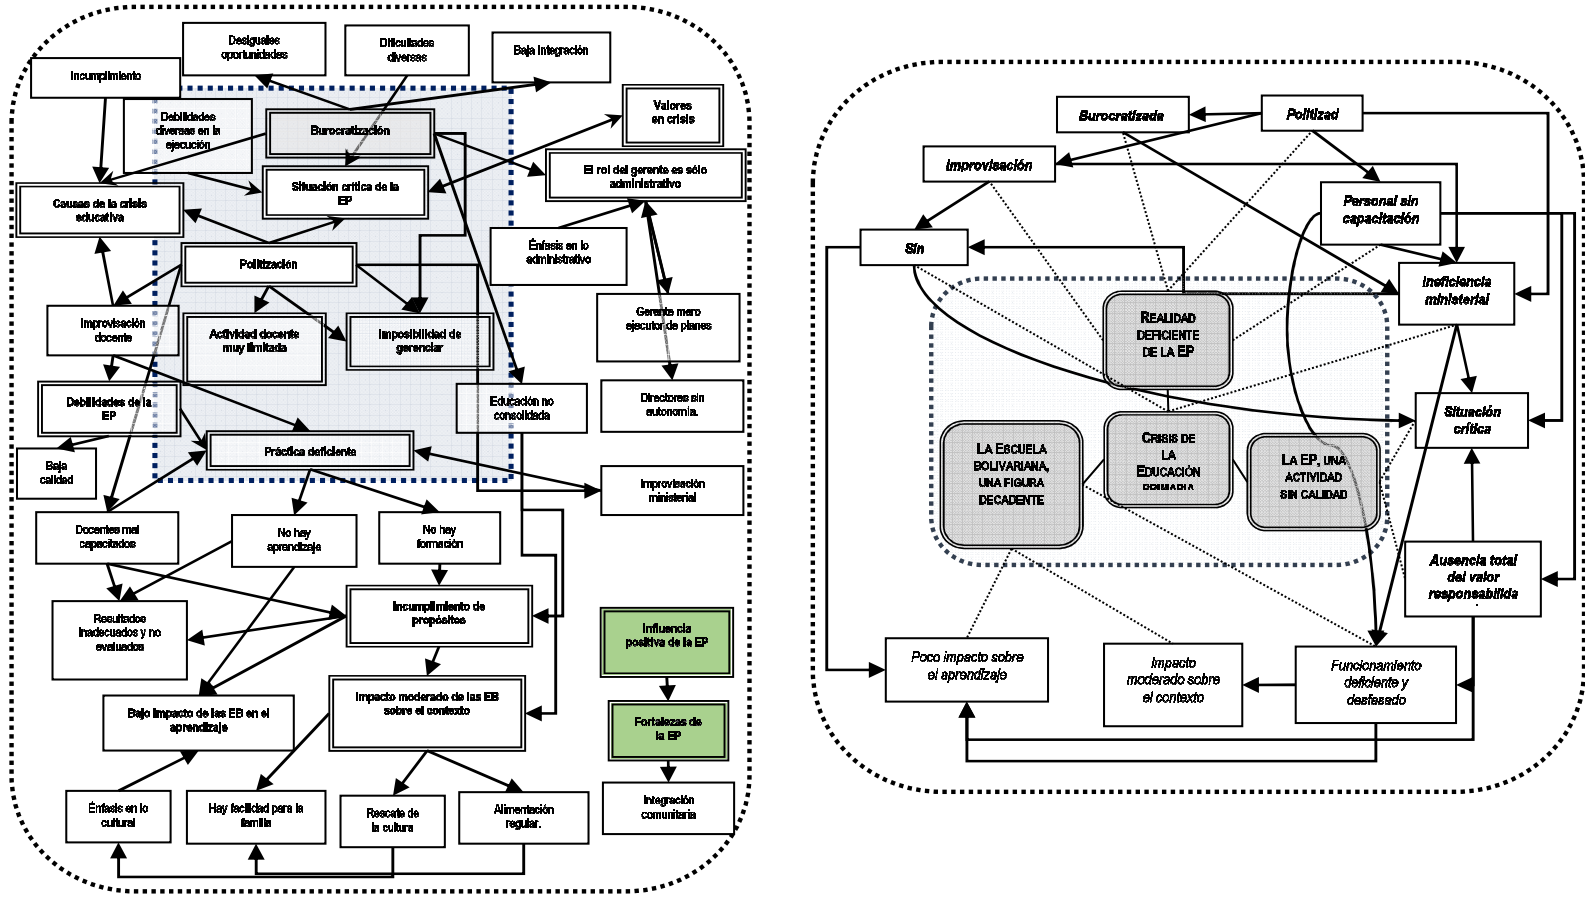 Desiguales
oportunidades
Dificultades
diversas
Baja integración
Incumplimiento
Debilidades
diversas en la
ejecución
Burocratización
Valores
en crisis
Situación crítica de la
EP
El rol del gerente es sólo
administrativo
Causas de la crisis
educativa
Politización
Énfasis en lo
administrativo
Improvisación
docente
Actividad docente
muy limitada
Imposibilidad de
gerenciar
Gerente mero
ejecutor de planes
Debilidades de la
EP
Educación no
consolidada
Directores sin
autonomía.
Baja
calidad
Práctica deficiente
Improvisación
ministerial
Docentes mal
capacitados
No hay
aprendizaje
No hay
formación
Resultados
inadecuados y no
evaluados
Incumplimiento de
propósitos
Influencia
positiva de la EP
Bajo impacto de las EB en el
aprendizaje
Impacto moderado de las EB
sobre el contexto
Fortalezas de
la EP
Énfasis en lo
cultural
Hay facilidad para la
familia
Rescate de
la cultura
Alimentación
regular.
Integración
comunitaria
Burocratizada
Politizad
Improvisación
Personal sin
capacitación
Sin
Ineficiencia
ministerial
REALIDAD
DEFICIENTE
DE LA EP
Situación
crítica
LA ESCUELA
BOLIVARIANA,
UNA FIGURA
DECADENTE
CRISIS DE
LA
EDUCACIÓN
LA EP, UNA
ACTIVIDAD
SIN CALIDAD
Ausencia total
del valor
responsabilida
Poco impacto sobre
el aprendizaje
Impacto
moderado sobre
el contexto
Funcionamiento
deficiente y
desfasado